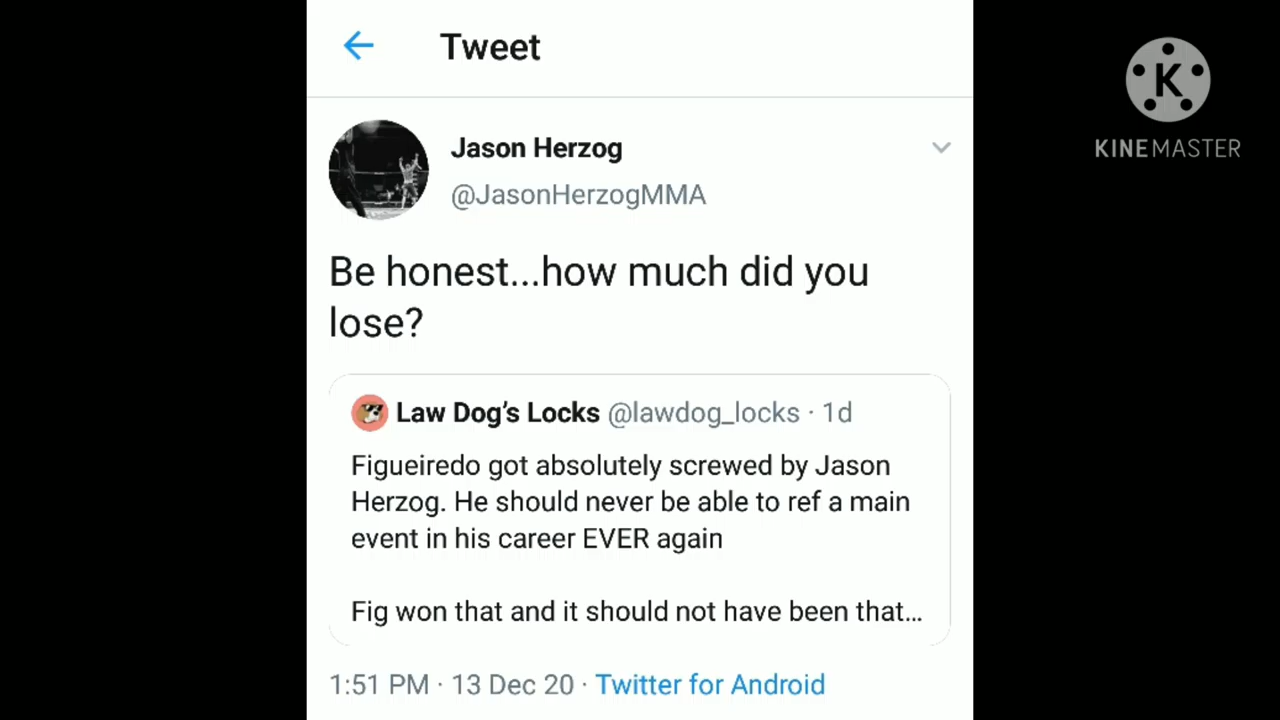 Tweet
K
KINEMASTER
Jason Herzog
@JasonHerzogMMA
Be honest...how much did you
lose?
Law Dog's Locks @lawdog_locks · 1d
Figueiredo got absolutely screwed by Jason
Herzog. He should never be able to ref a main
event in his career EVER again
Fig won that and it should not have been that...
1:51 PM · 13 Dec 20 · Twitter for Android